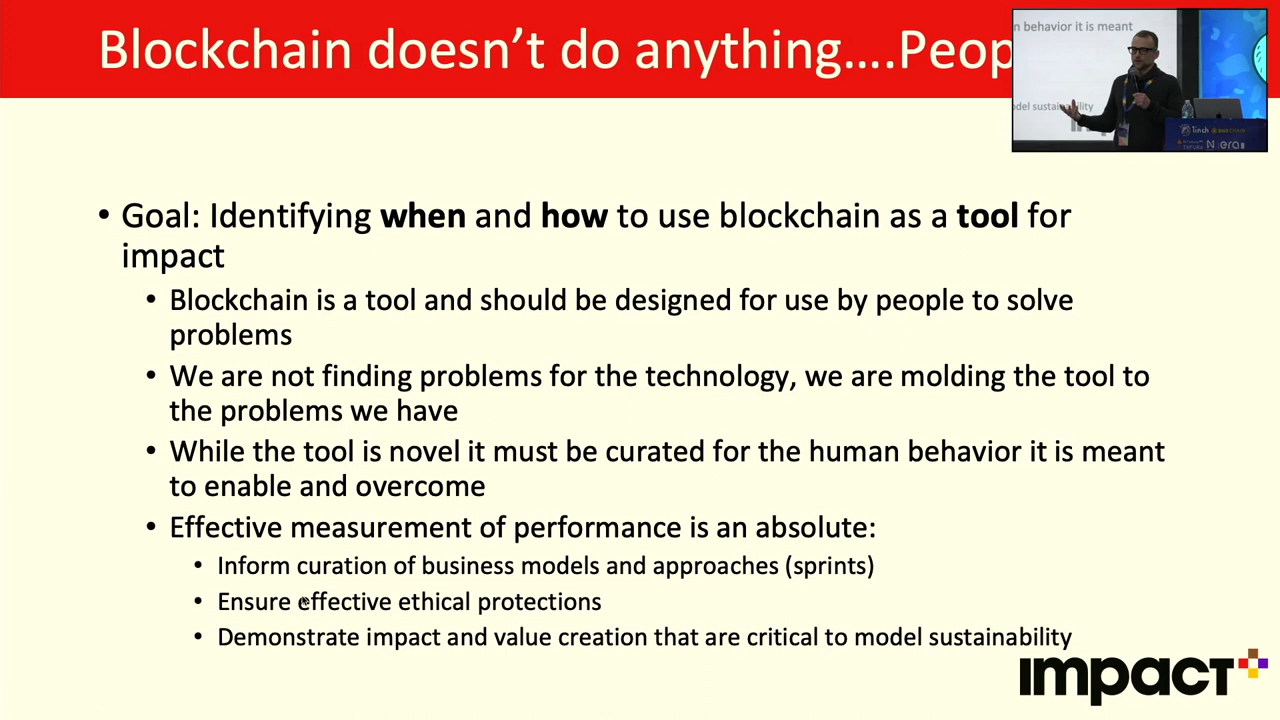 Blockchain doesn’t do anything….Peop
• Goal: Identifying when and how to use blockchain as a tool for
impact
• Blockchain is a tool and should be designed for use by people to solve
problems
• We are not finding problems for the technology, we are molding the tool to
the problems we have
• While the tool is novel it must be curated for the human behavior it is meant
to enable and overcome
• Effective measurement of performance is an absolute:
• Inform curation of business models and approaches (sprints)
• Ensure effective ethical protections
• Demonstrate impact and value creation that are critical to model sustainability
impact
n behavior it is meant
odel sustainability
1inch